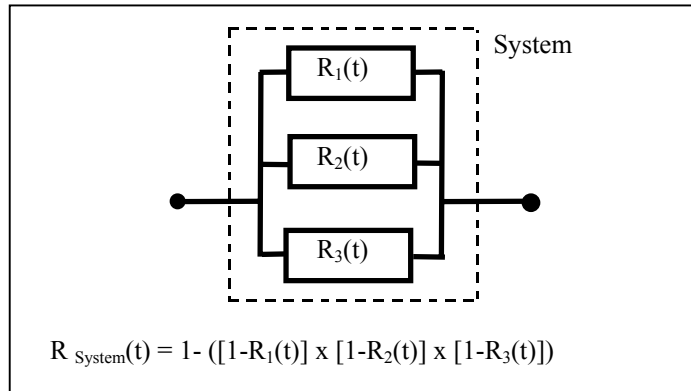 System
R₁(t)
R₂(t)
R₃(t)
R System(t) = 1- ([1-R₁(t)] x [1-R₂(t)] x [1-R₃(t)])